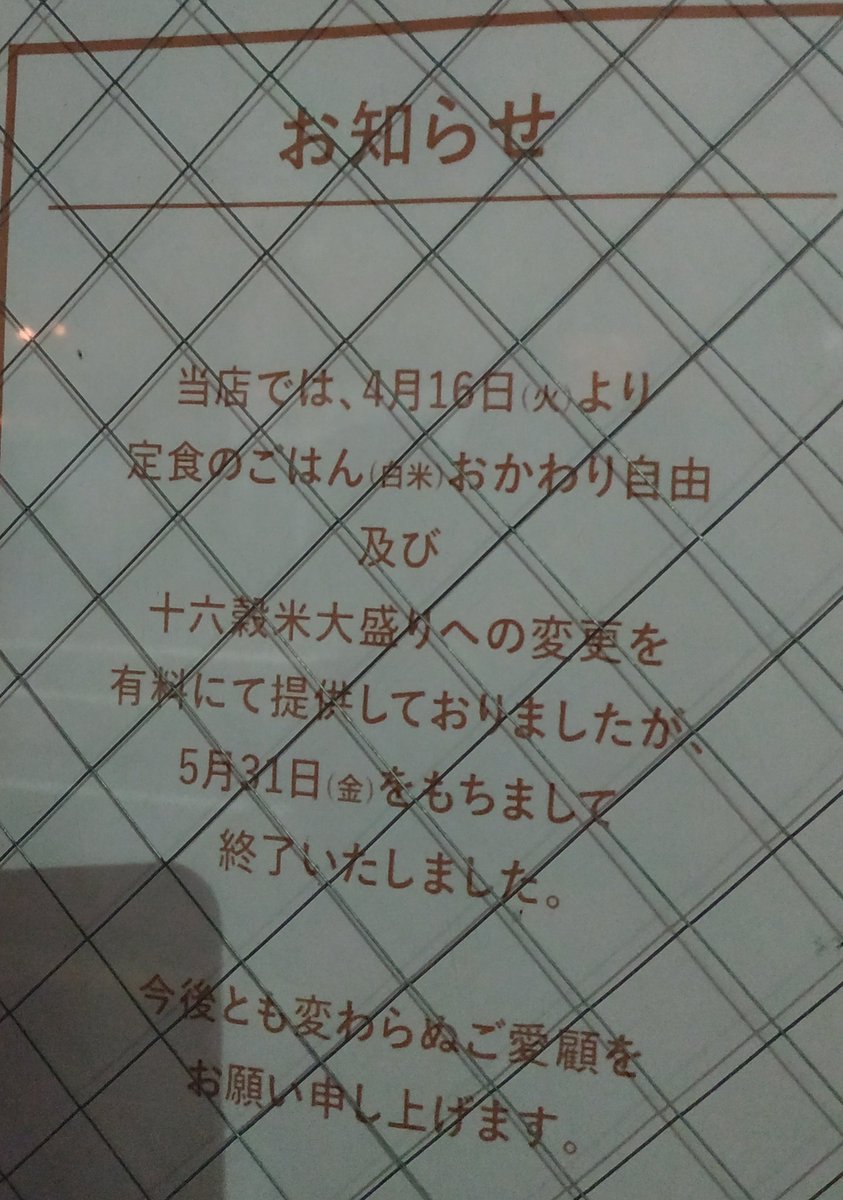 お知らせ
当店では、4月16日(火)より
定食のごはん(白米)おかわり自由
及び
十六穀米大盛りへの変更を
有料にて提供しておりましたが、
5月31日(金)をもちまして
終了いたしました。
今後とも変わらぬご愛顧を
お願い申し上げます。